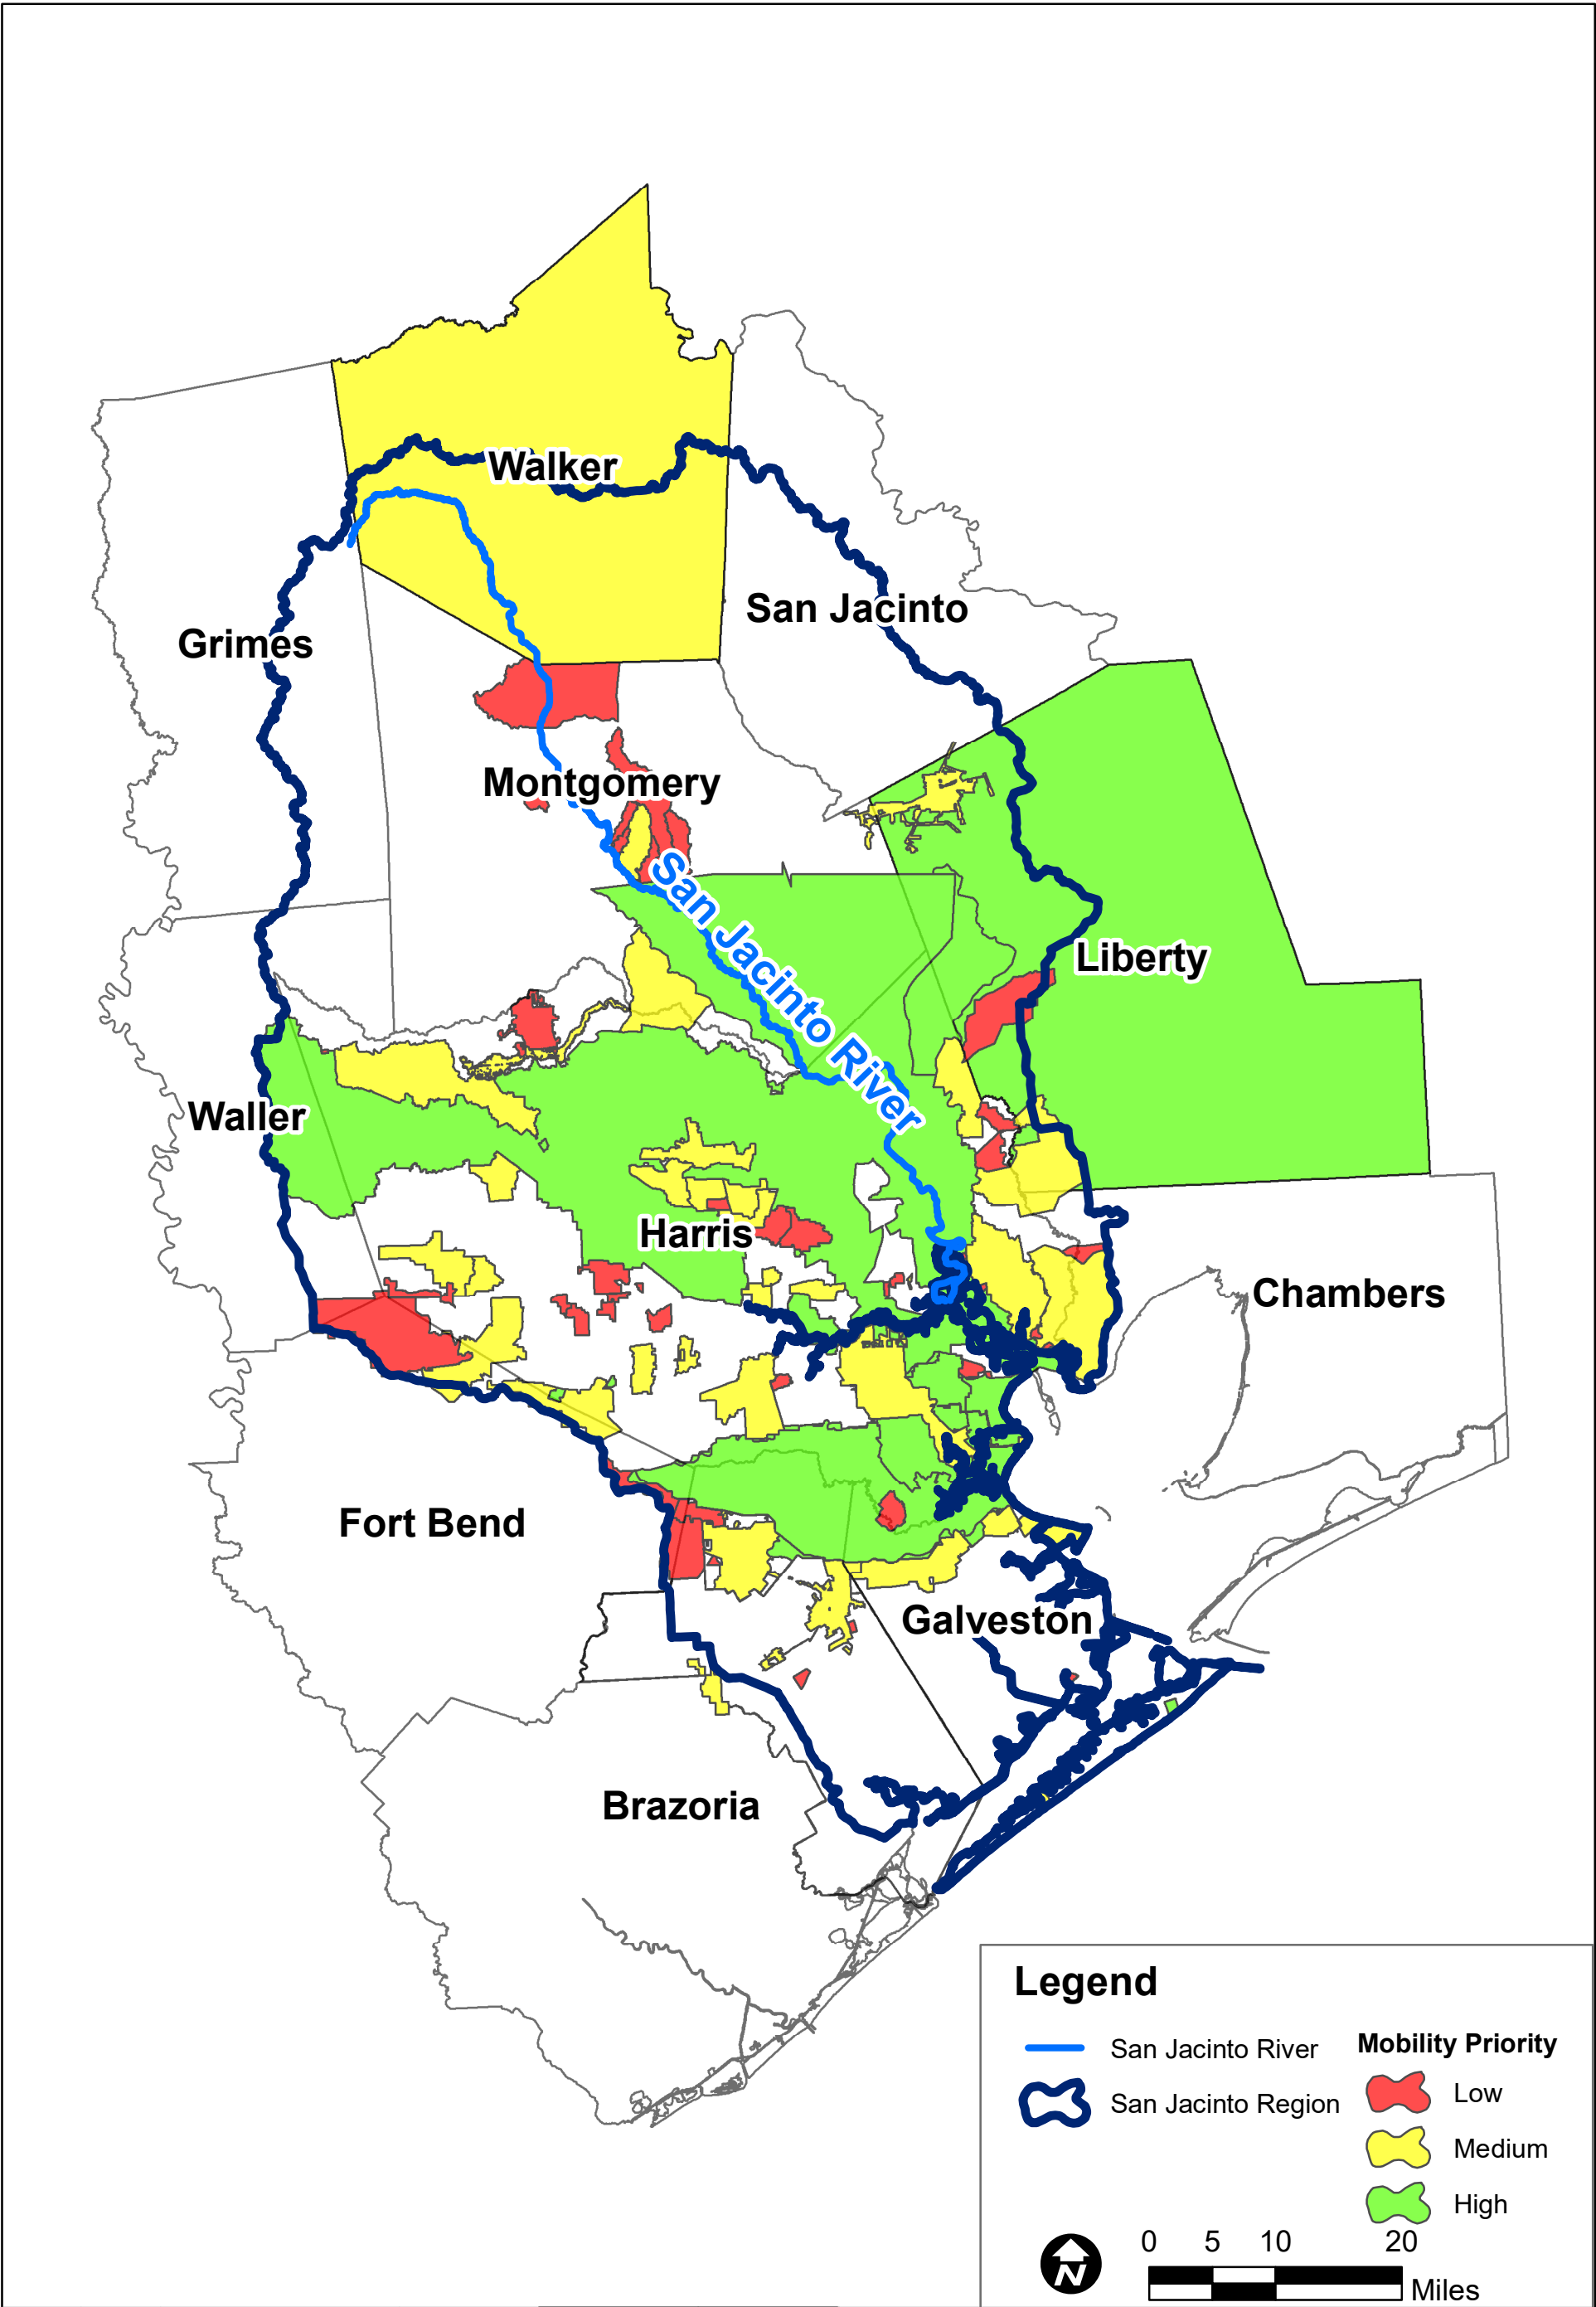 Walker
San Jacinto
Grimes
Montgomery
San Jacinto River
Liberty
Waller
Harris
Chambers
Fort Bend
Galveston
Brazoria
Legend
San Jacinto River
San Jacinto Region
Mobility Priority
Low
Medium
High
N
0 5 10 20
Miles